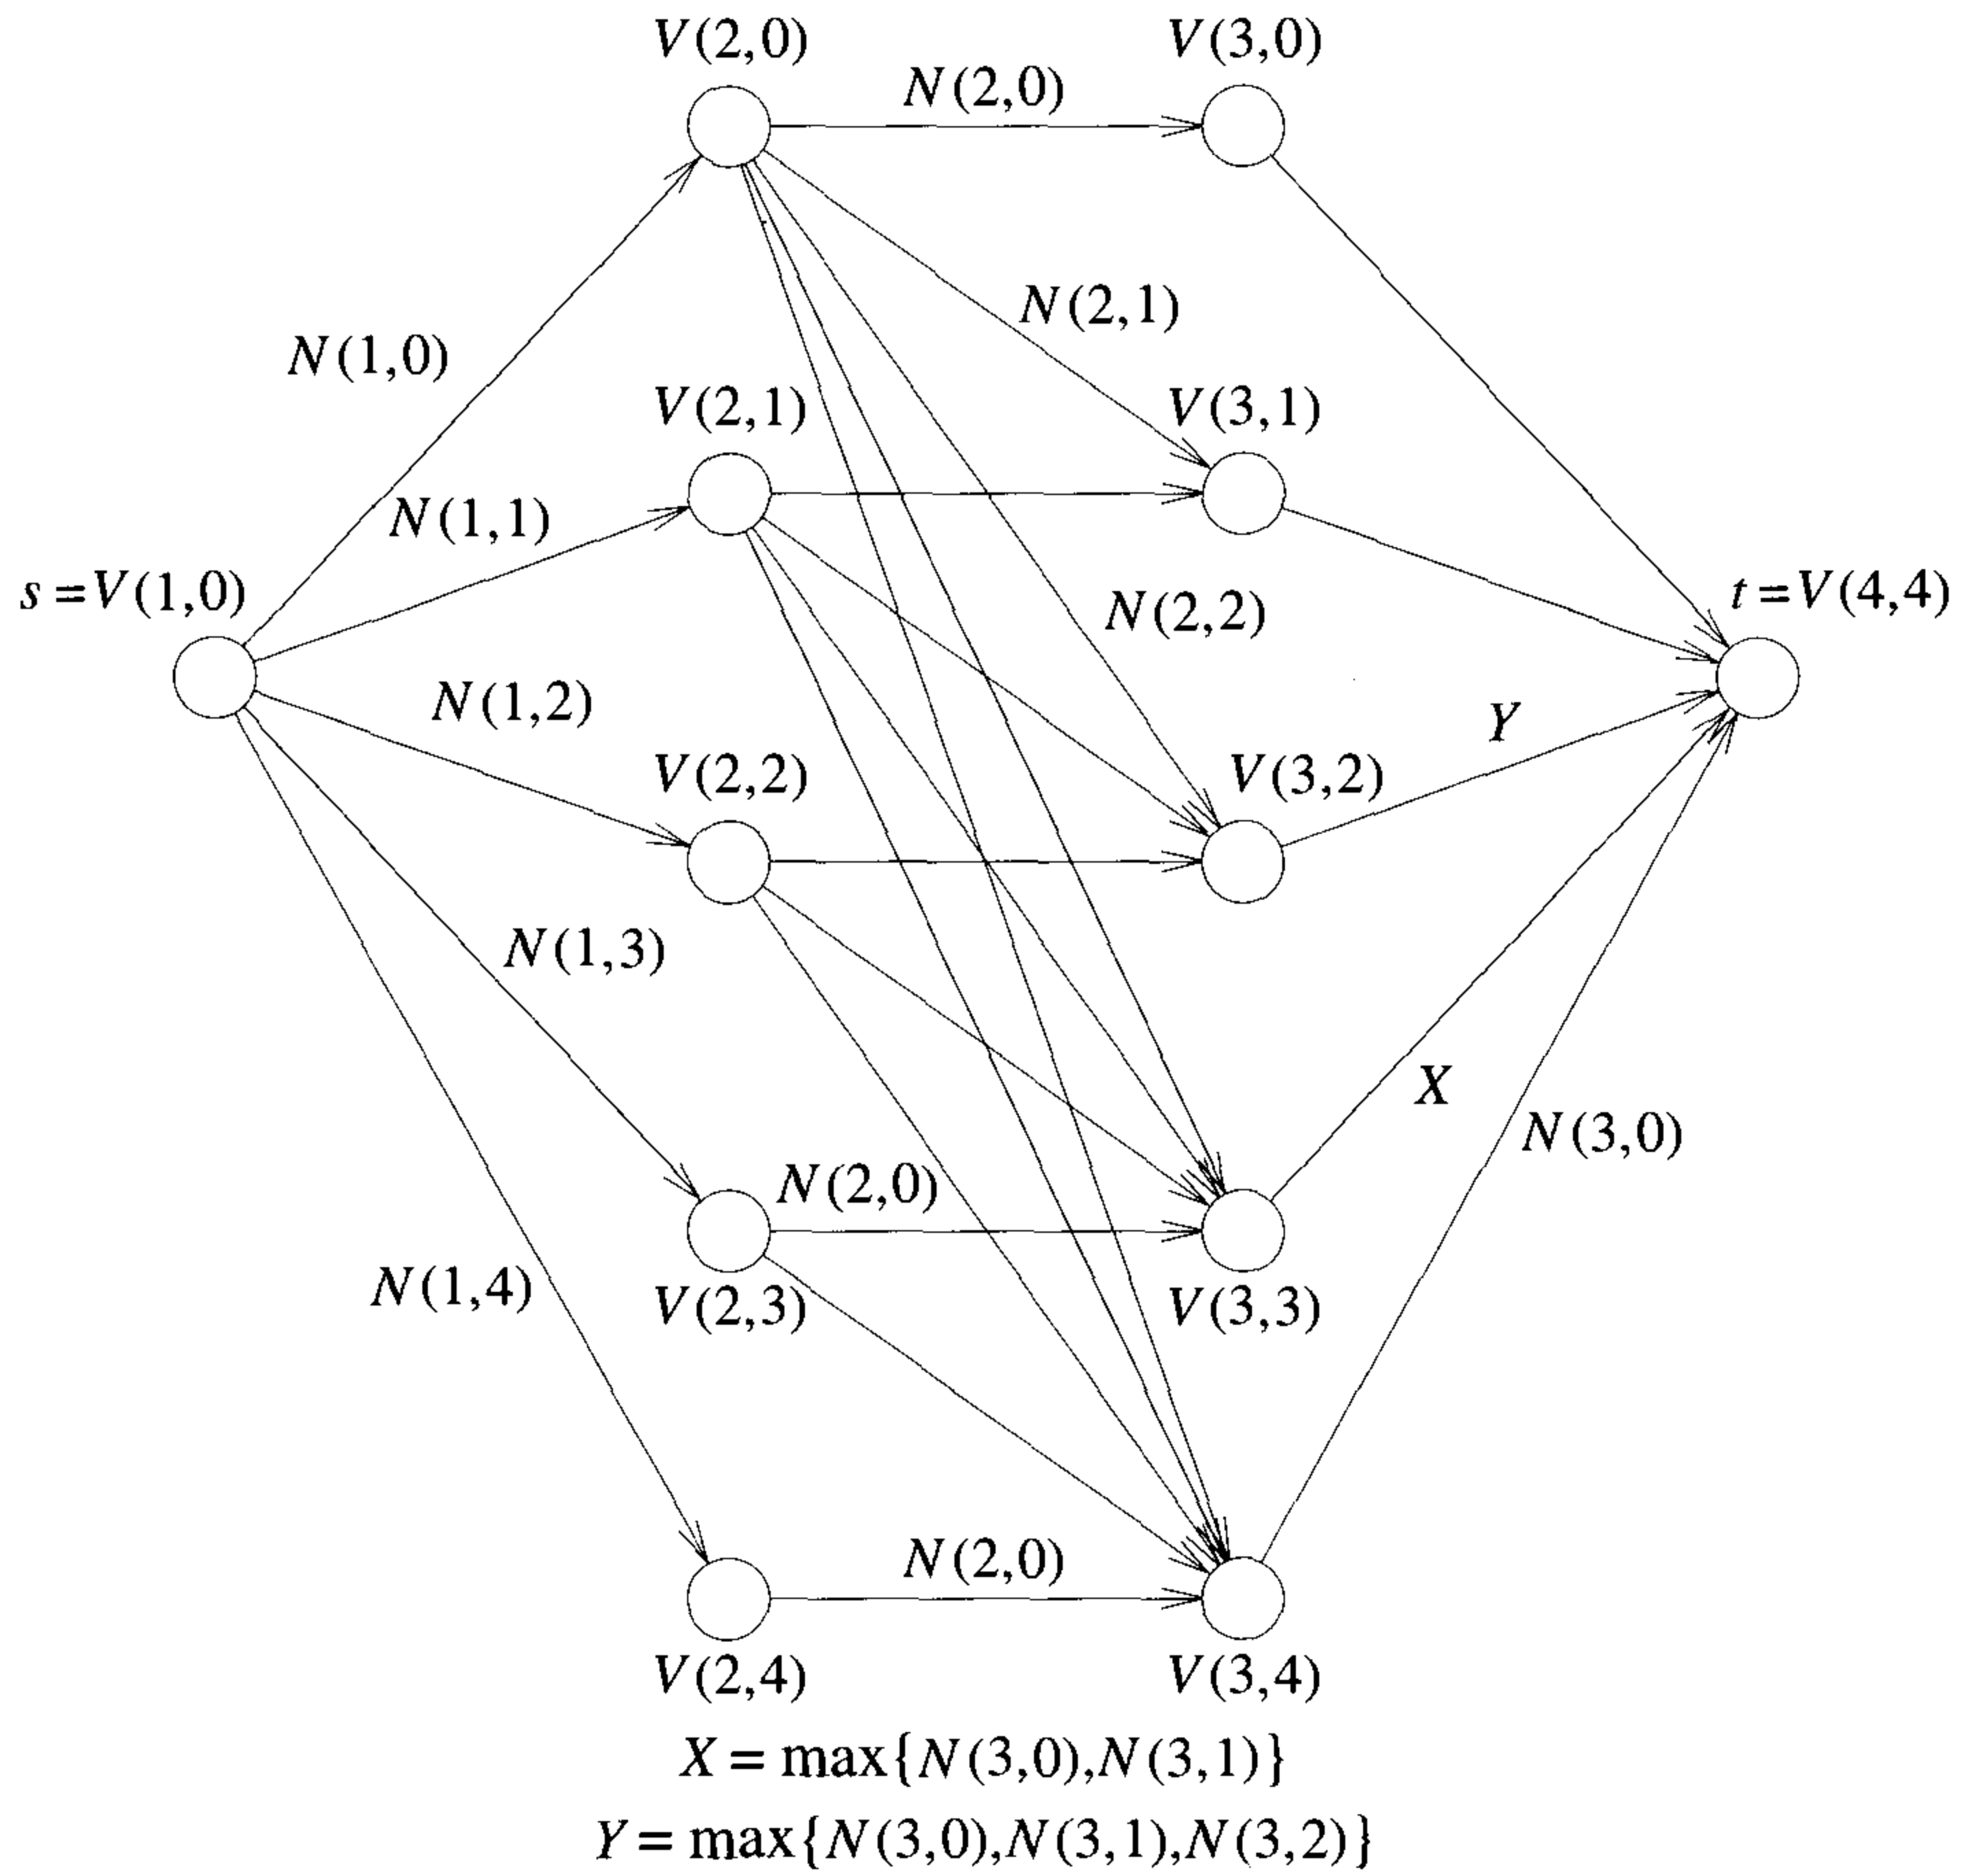 V(2,0) V(3,0)
N(2,0)
N(2,1)
N(1,0)
V(2,1) V(3,1)
N(1,1)
s=V(1,0) t=V(4,4)
N(2,2)
N(1,2) Y
V(2,2) V(3,2)
N(1,3)
X
N(3,0)
N(2,0)
N(1,4)
V(2,3) V(3,3)
N(2,0)
V(2,4) V(3,4)
X = max{N(3,0),N(3,1)}
Y = max{N(3,0),N(3,1),N(3,2)}